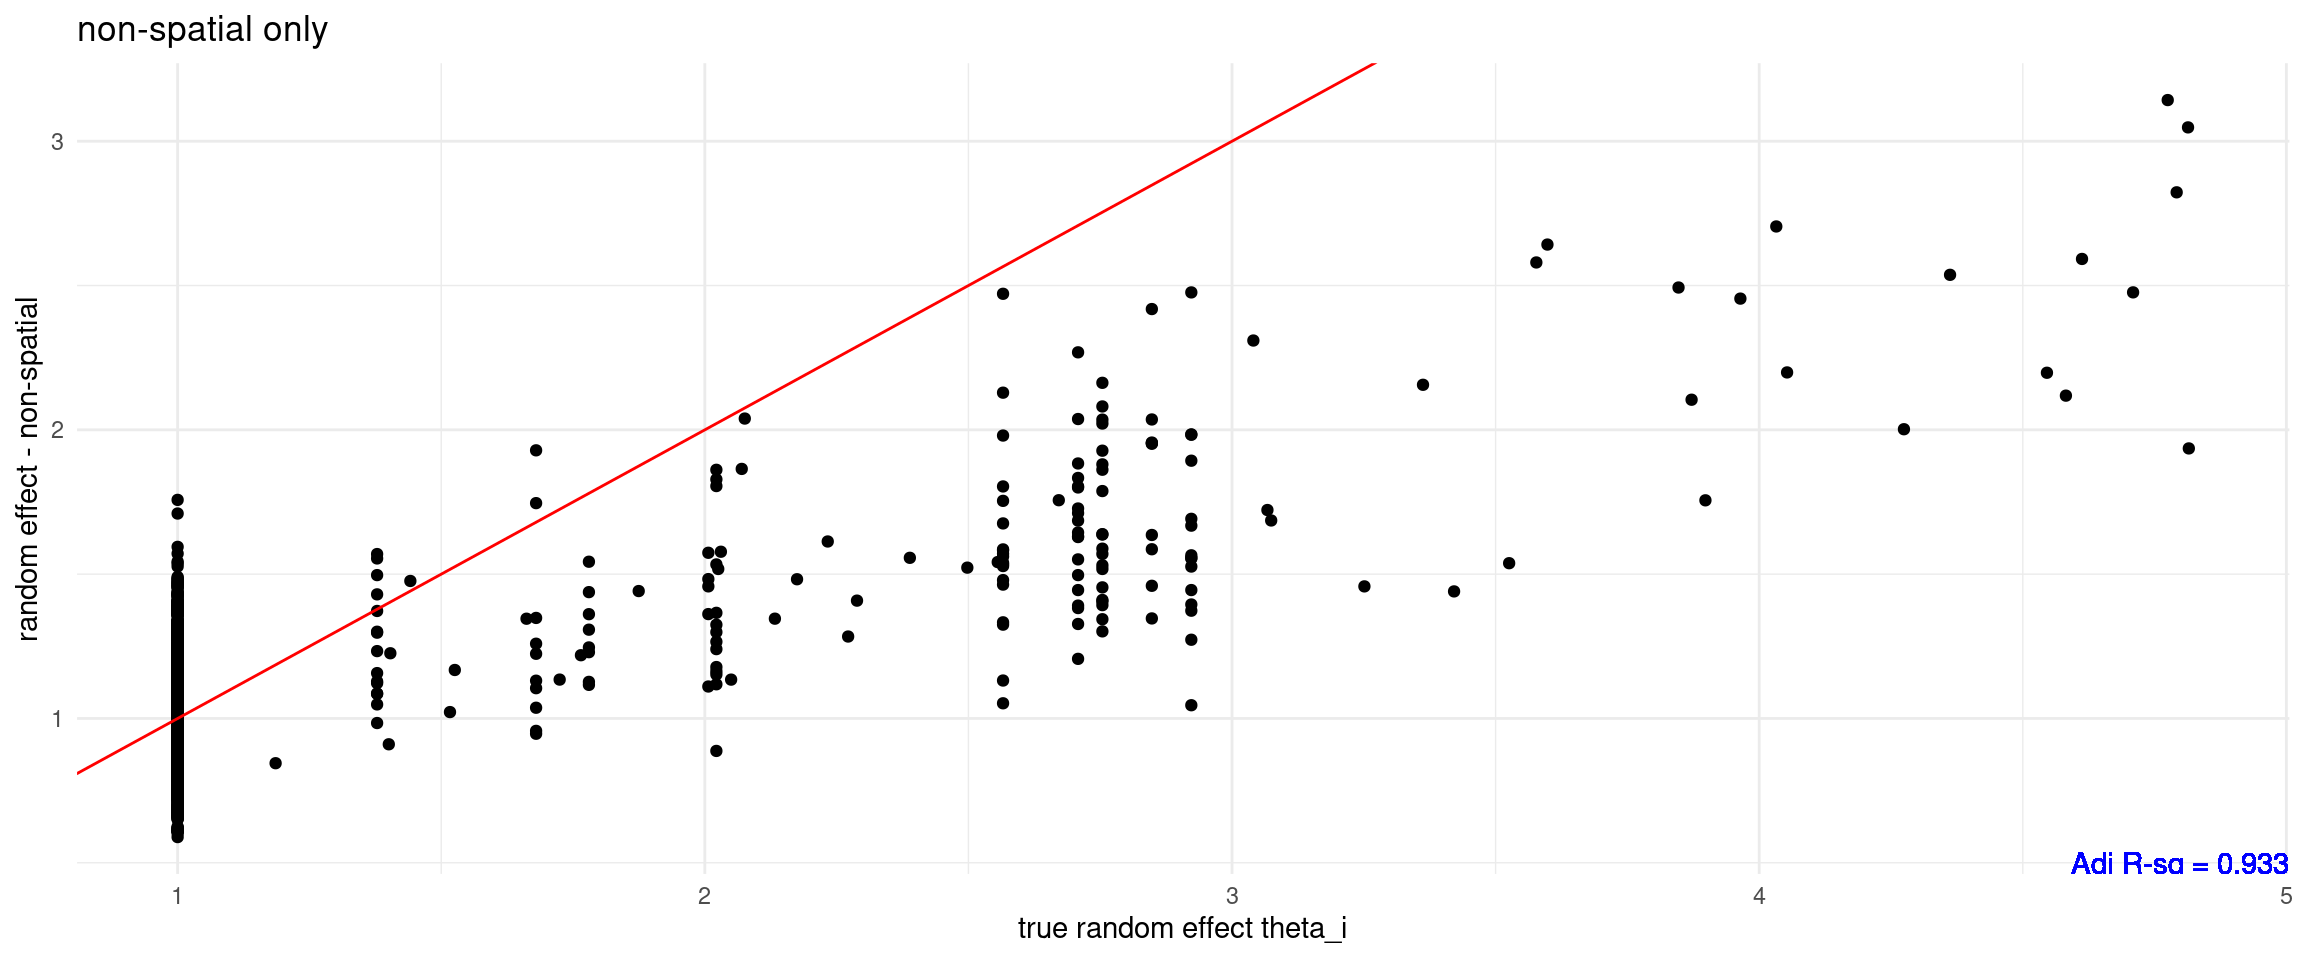 non-spatial only
random effect - non-spatial
3
2
1
Adj R-sq = 0.933
1 2 3 4 5
true random effect theta_i